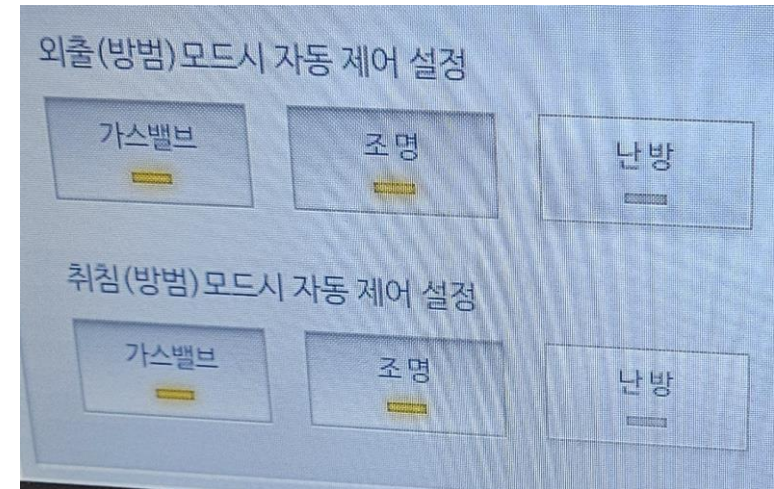 외출(방범)모드시 자동 제어 설정
가스밸브 조명 난방
취침(방범)모드시 자동 제어 설정
가스밸브 조명 난방